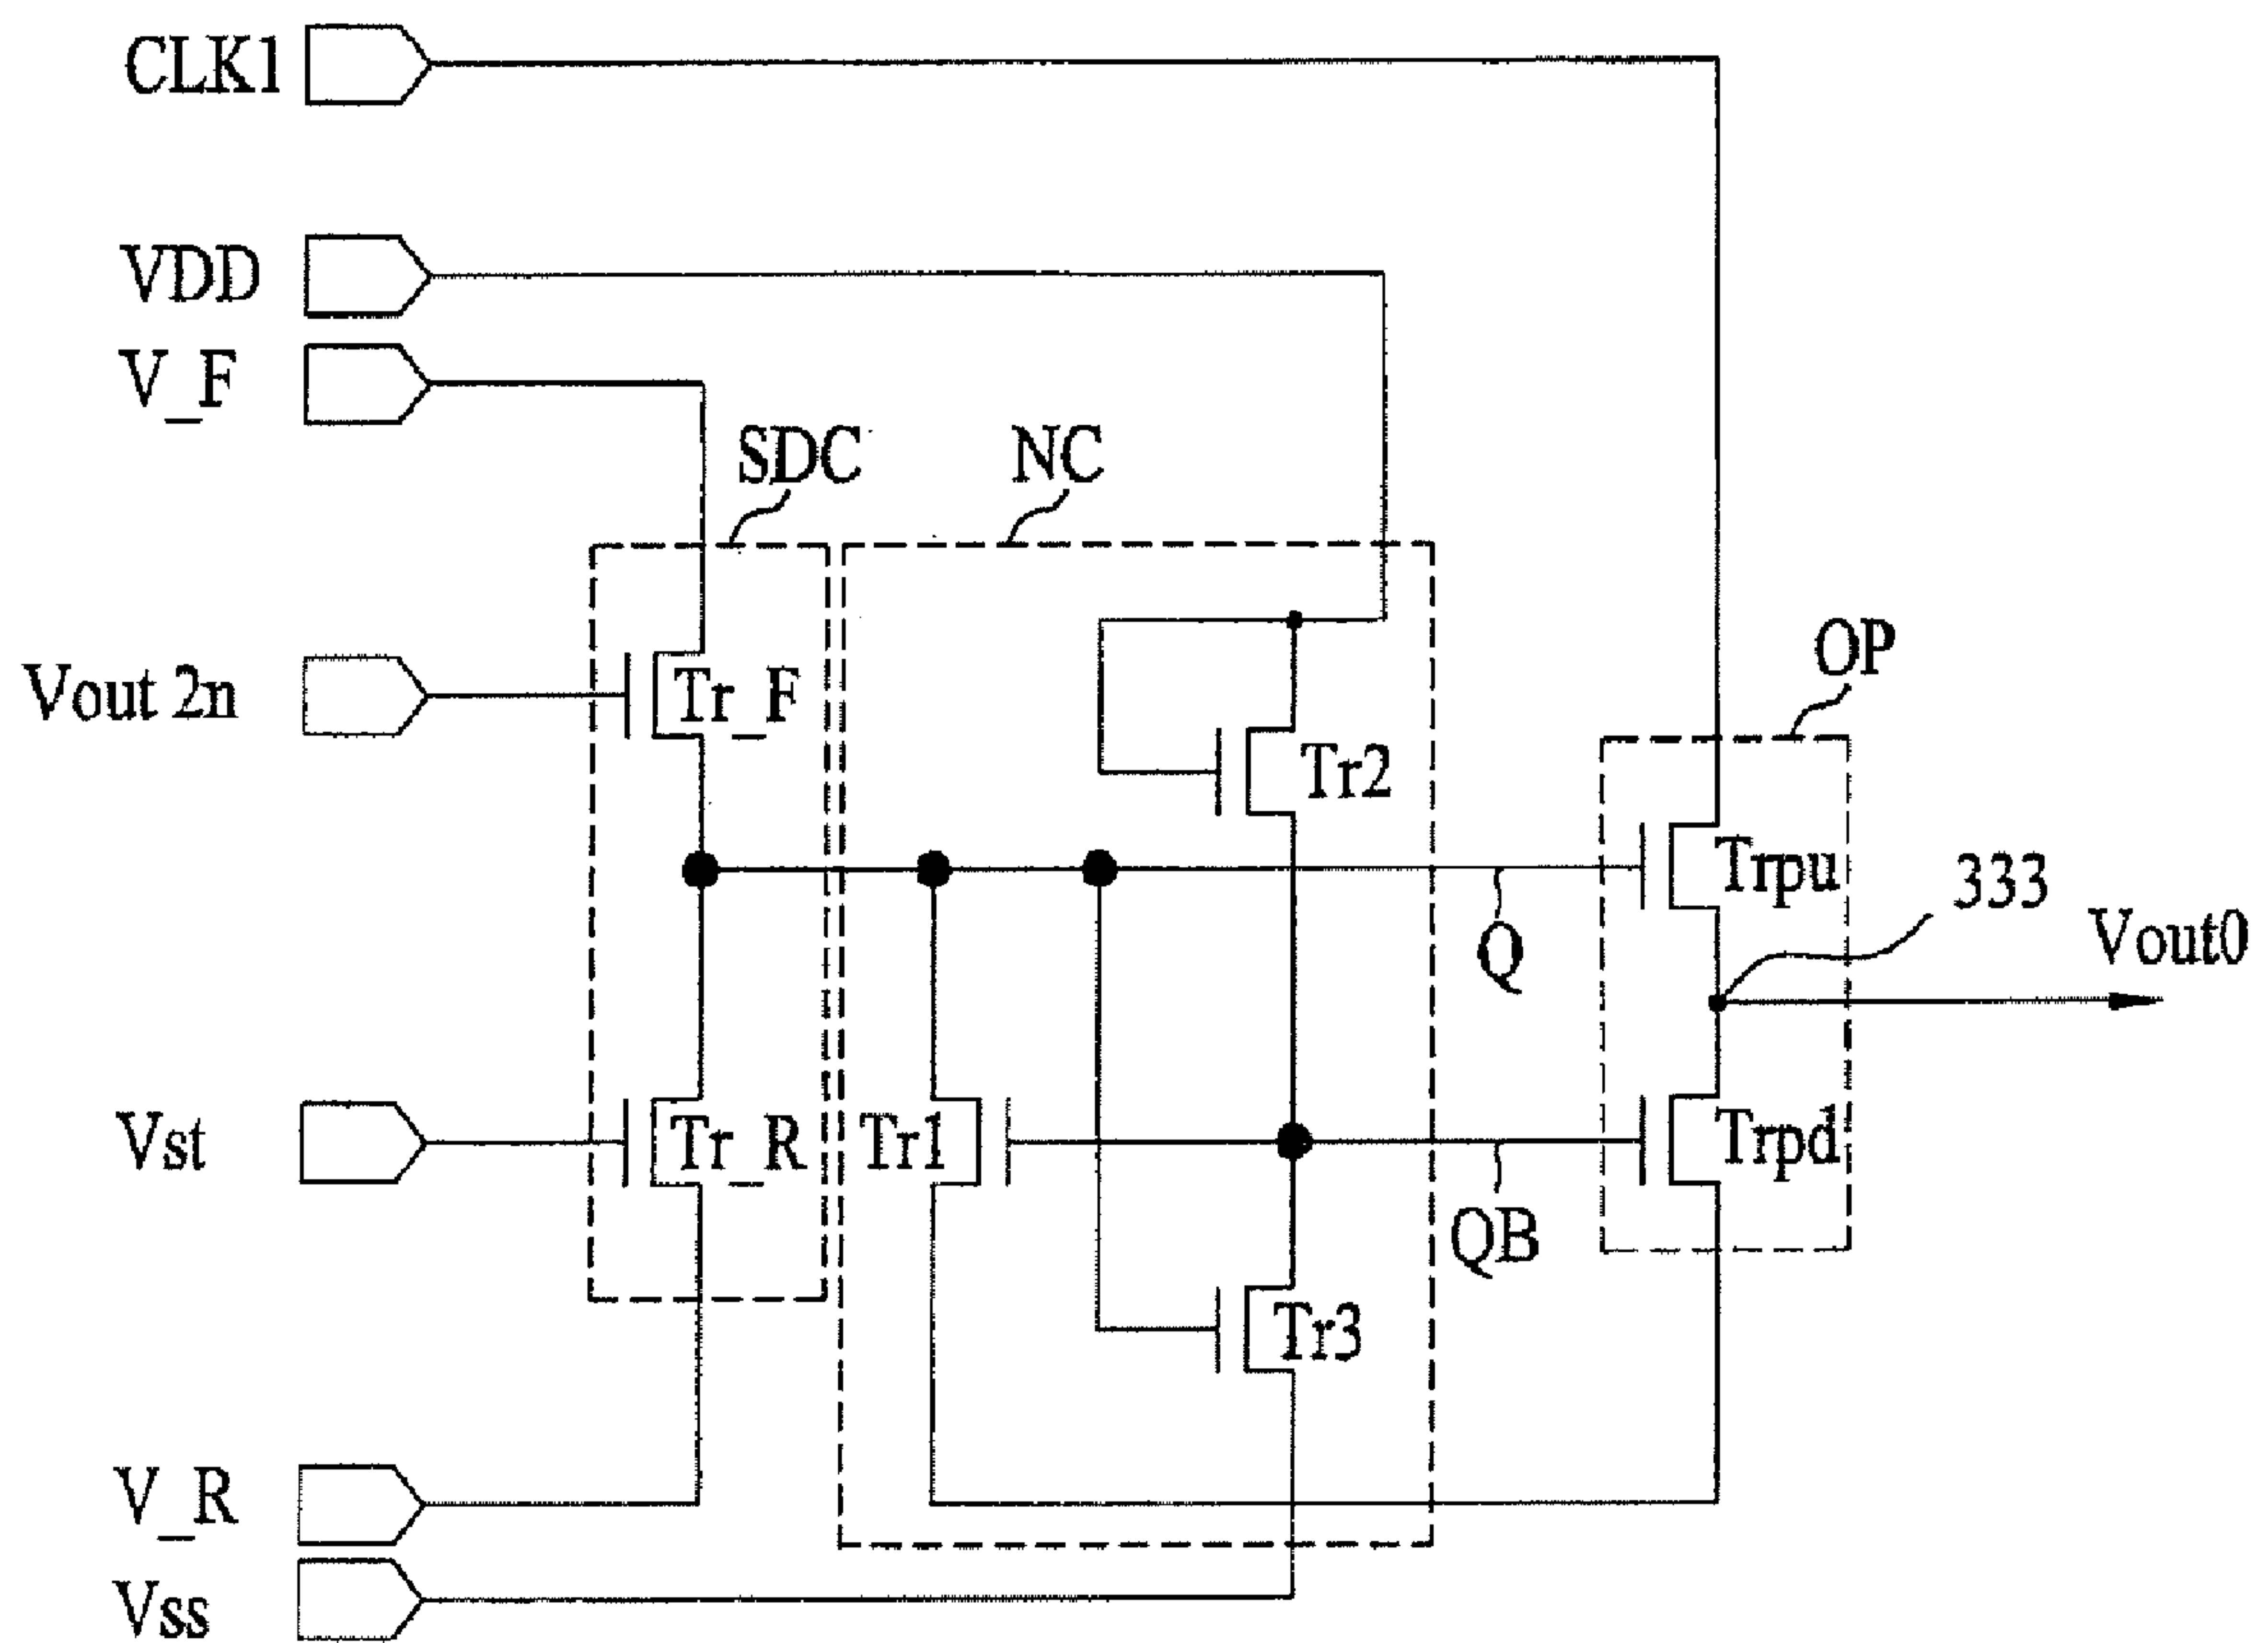 CLK1
VDD
V_F
SDC
NC
Vout 2n
Tr_F
Tr2
OP
Trpu
333
Vout0
Q
Vst
Tr_R
Tr1
Trpd
QB
Tr3
V_R
Vss